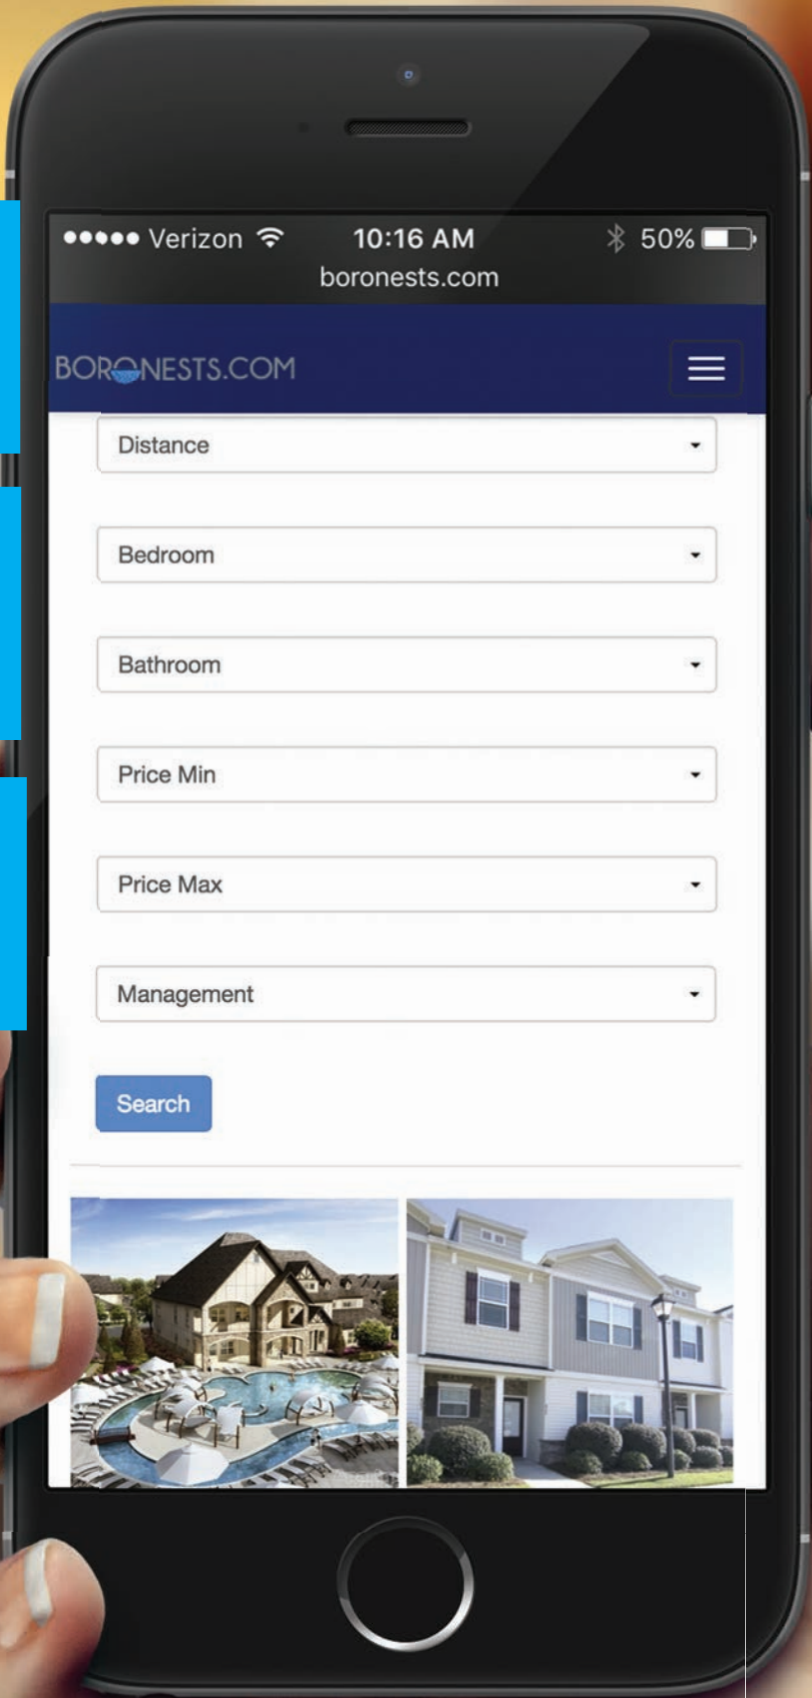 Verizon 10:16 AM 50%
boronests.com
BORONESTS.COM
Distance
Bedroom
Bathroom
Price Min
Price Max
Management
Search